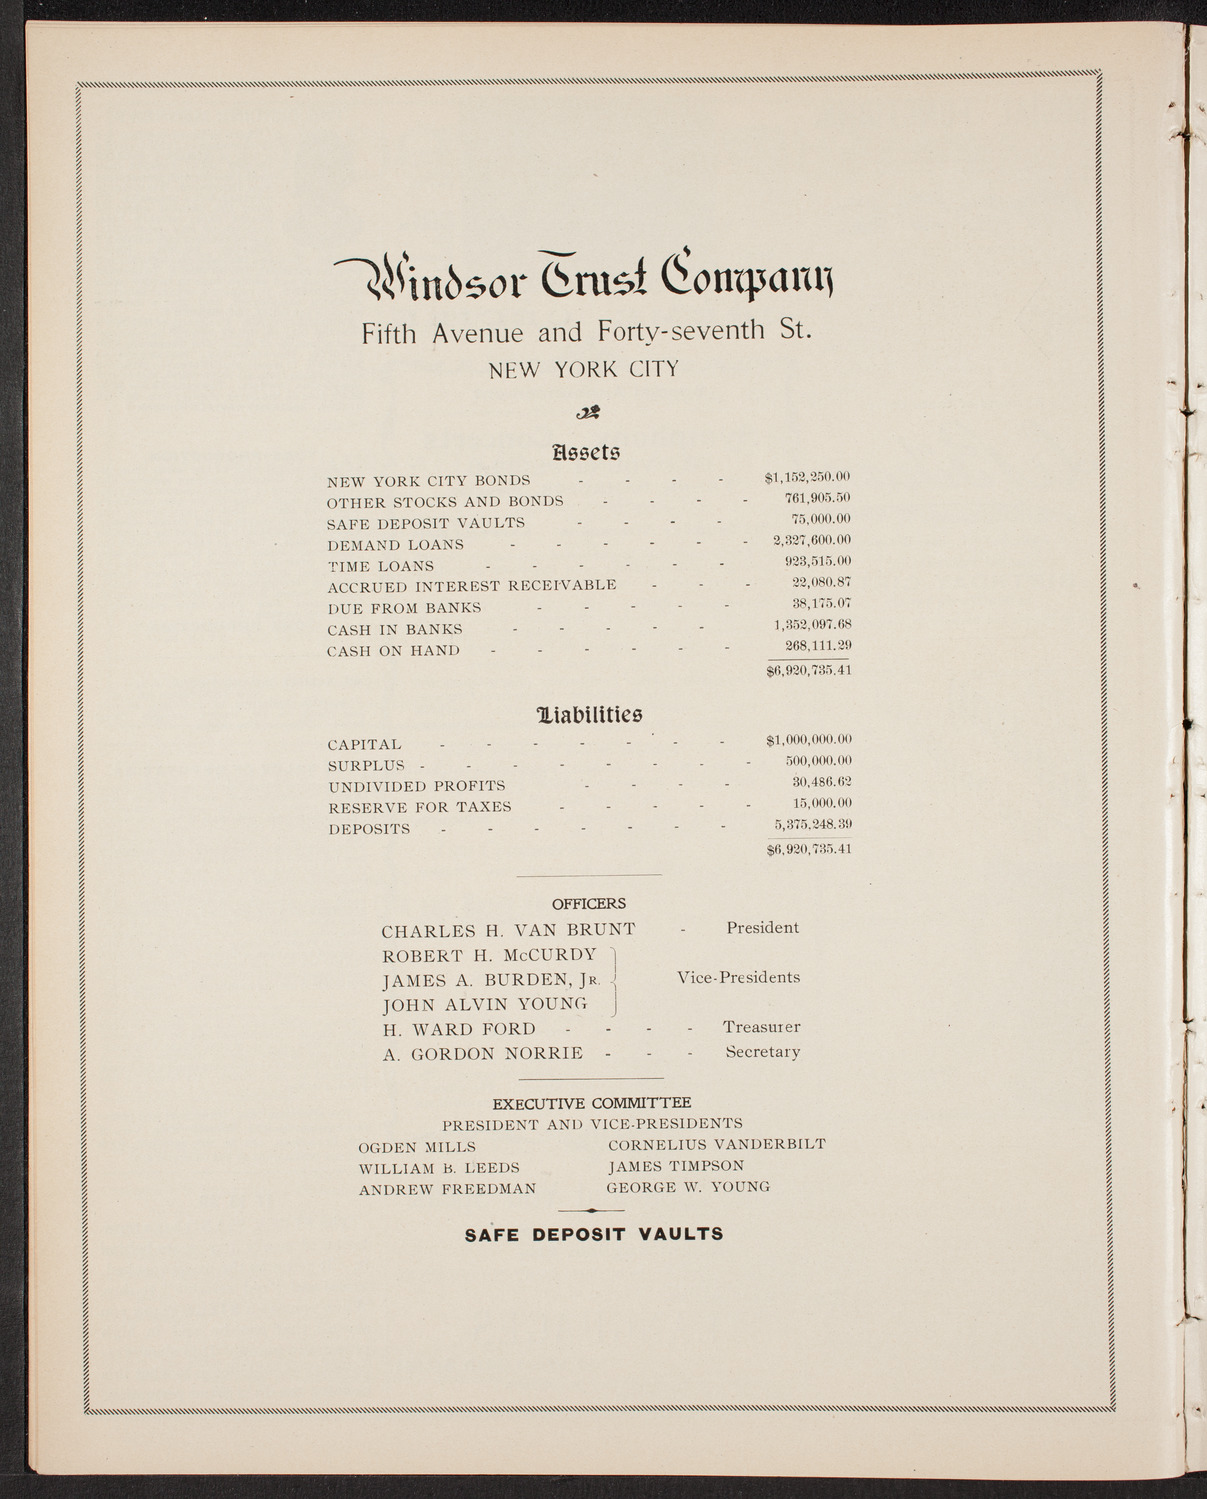 Windsor Trust Company
Fifth Avenue and Forty-seventh St.
NEW YORK CITY
Assets
NEW YORK CITY BONDS - - - - $1,152,250.00
OTHER STOCKS AND BONDS - - - - 761,905.50
SAFE DEPOSIT VAULTS - - - - 75,000.00
DEMAND LOANS - - - - - - 2,327,600.00
TIME LOANS - - - - - - 923,515.00
ACCRUED INTEREST RECEIVABLE - - - 22,080.87
DUE FROM BANKS - - - - - 38,175.07
CASH IN BANKS - - - - - 1,352,097.68
CASH ON HAND - - - - - - 268,111.29
$6,920,735.41
Liabilities
CAPITAL - - - - - - - $1,000,000.00
SURPLUS - - - - - - - - 500,000.00
UNDIVIDED PROFITS - - - - 30,486.62
RESERVE FOR TAXES - - - - - 15,000.00
DEPOSITS - - - - - - - 5,375,248.39
$6,920,735.41
OFFICERS
CHARLES H. VAN BRUNT - President
ROBERT H. McCURDY
JAMES A. BURDEN, JR. Vice-Presidents
JOHN ALVIN YOUNG
H. WARD FORD - - - - Treasurer
A. GORDON NORRIE - - - Secretary
EXECUTIVE COMMITTEE
PRESIDENT AND VICE-PRESIDENTS
OGDEN MILLS CORNELIUS VANDERBILT
WILLIAM B. LEEDS JAMES TIMPSON
ANDREW FREEDMAN GEORGE W. YOUNG
SAFE DEPOSIT VAULTS